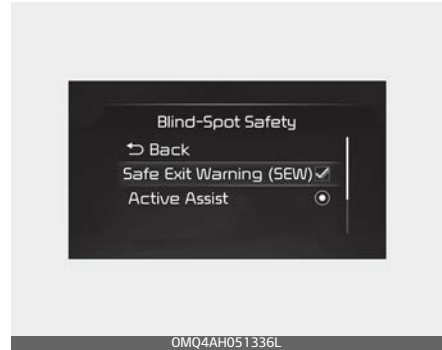 Blind-Spot Safety
Back
Safe Exit Warning (SEW)
Active Assist
OMQ4AH051336L